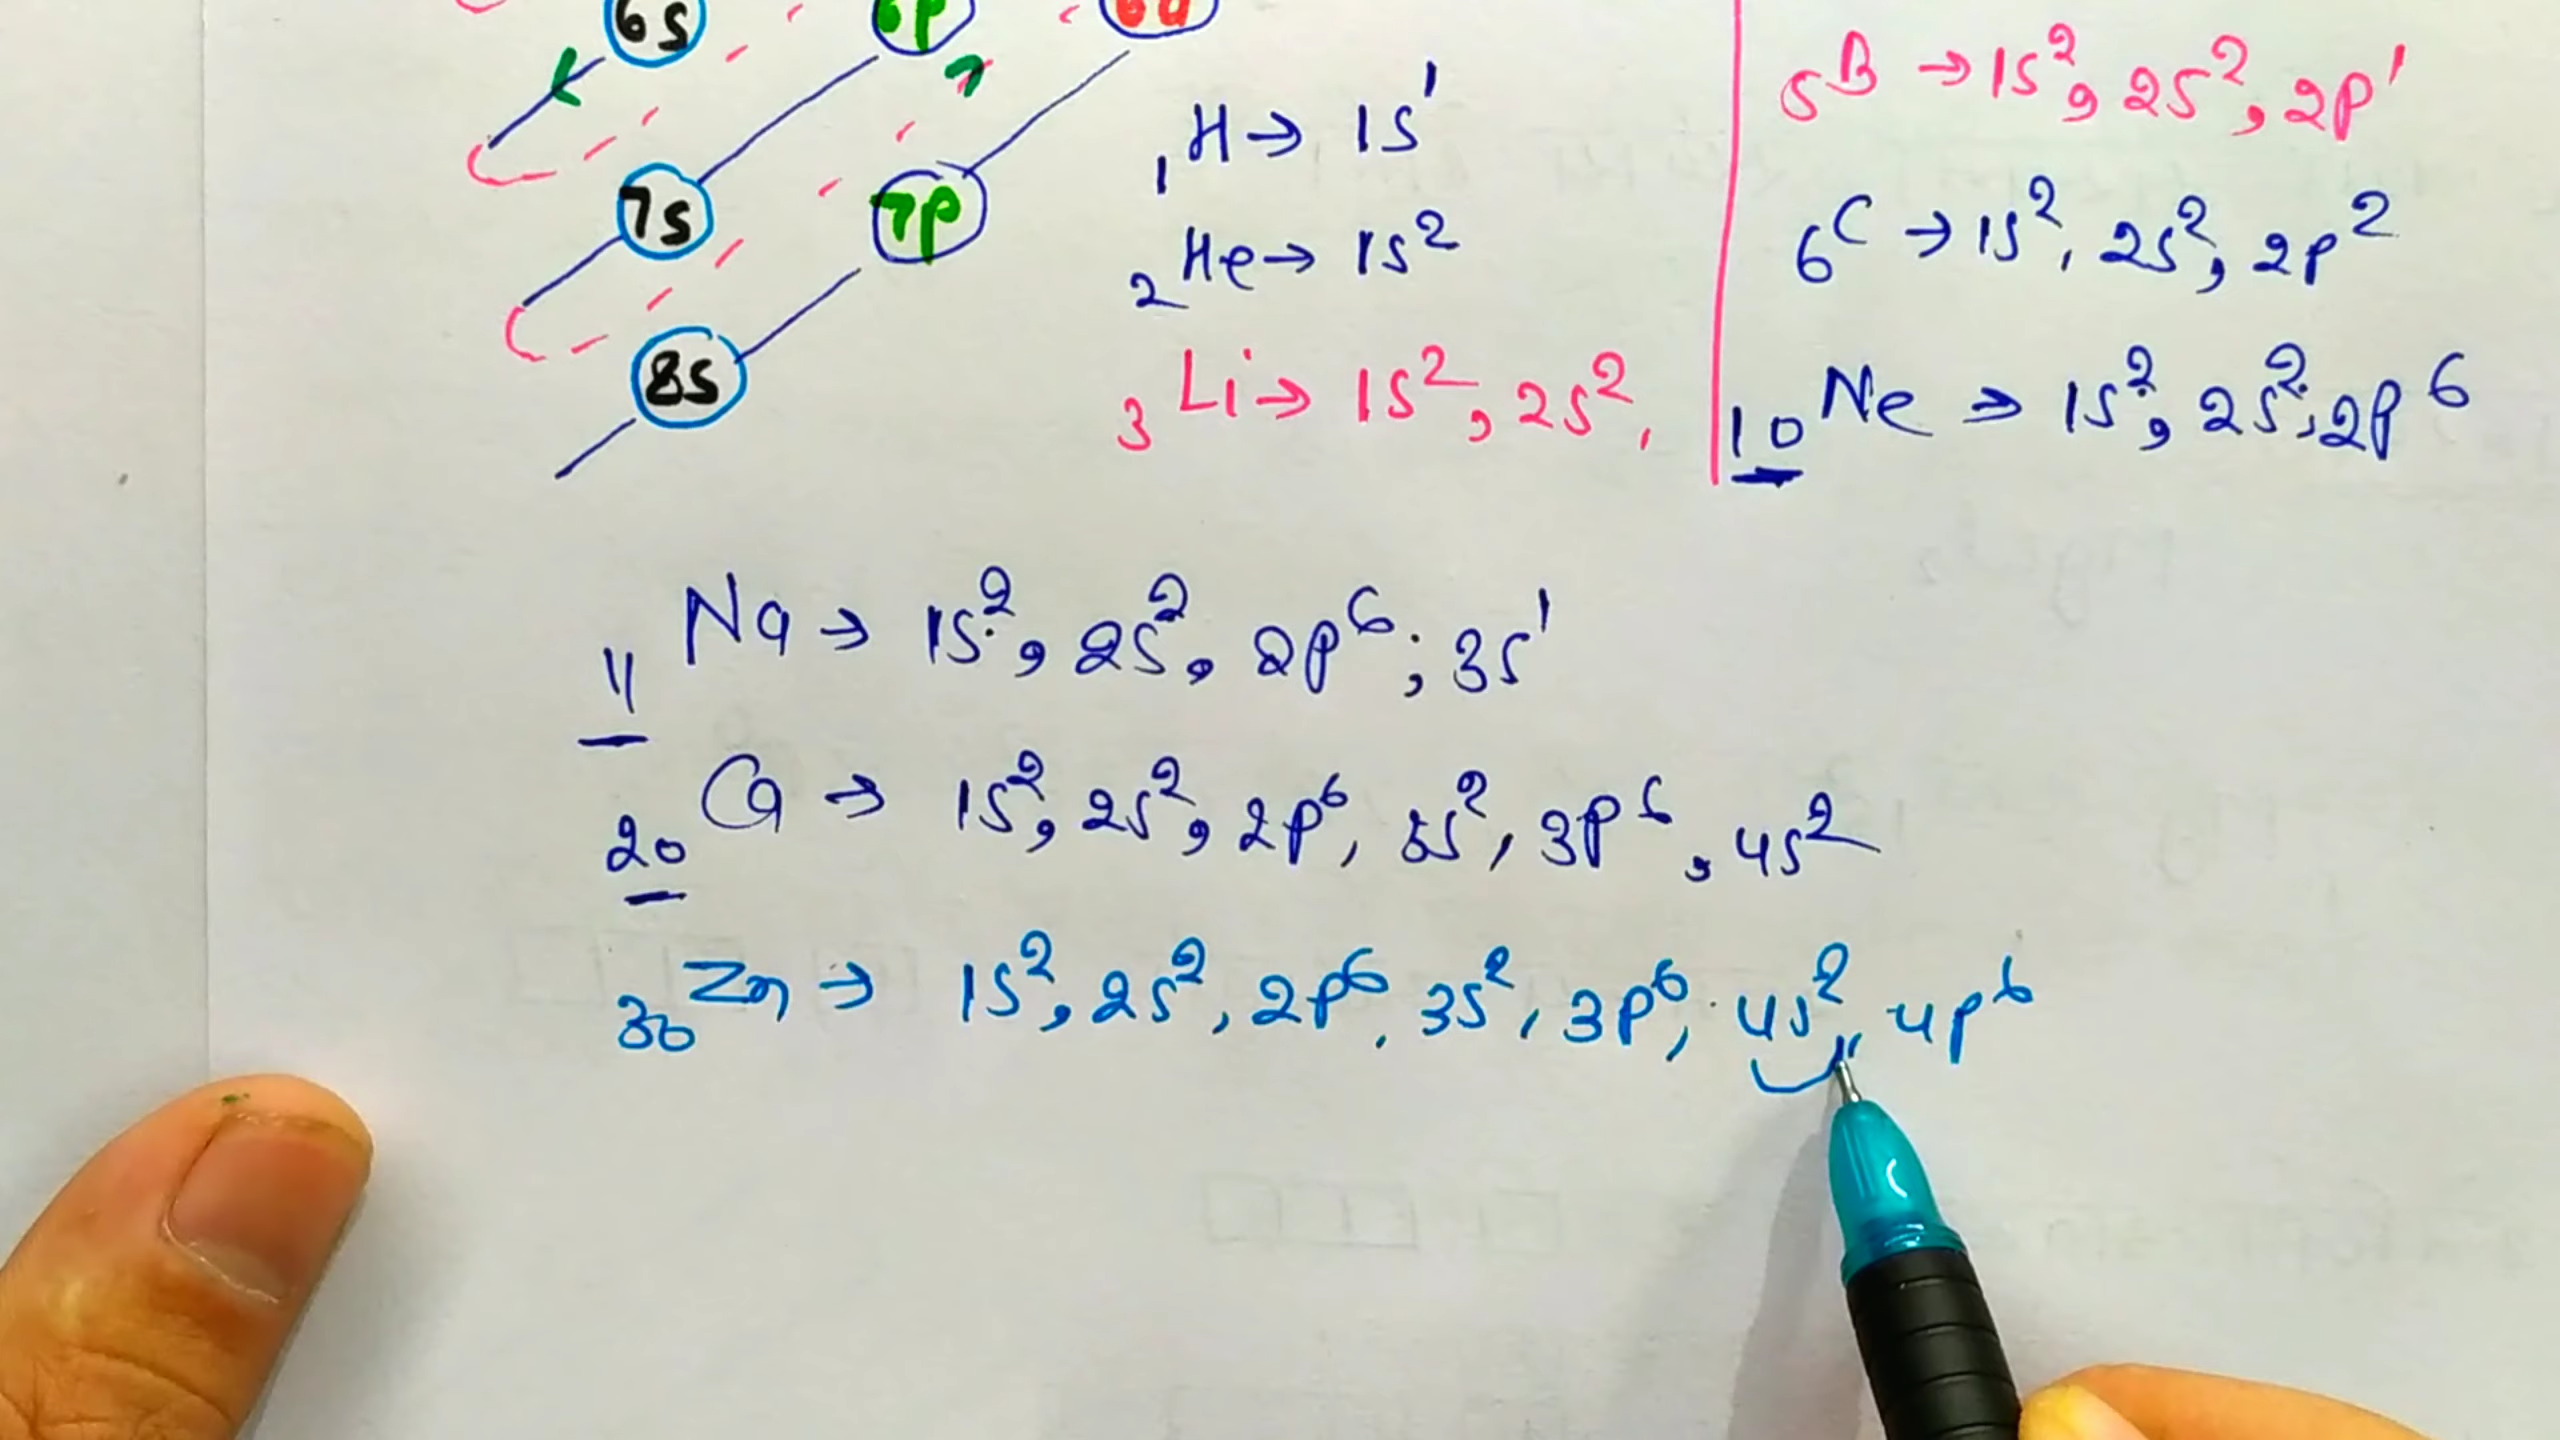 6s 6p 6d
7s 7p
8s
₁H → 1s¹
₂He → 1s²
₃Li → 1s², 2s²,
₅B → 1s², 2s², 2p¹
₆C → 1s², 2s², 2p²
₁₀Ne → 1s², 2s², 2p⁶
₁₁Na → 1s², 2s², 2p⁶; 3s¹
₂₀Ca → 1s², 2s², 2p⁶, 3s², 3p⁶, 4s²
₃₀Zn → 1s², 2s², 2p⁶, 3s², 3p⁶, 4s², 4p⁶